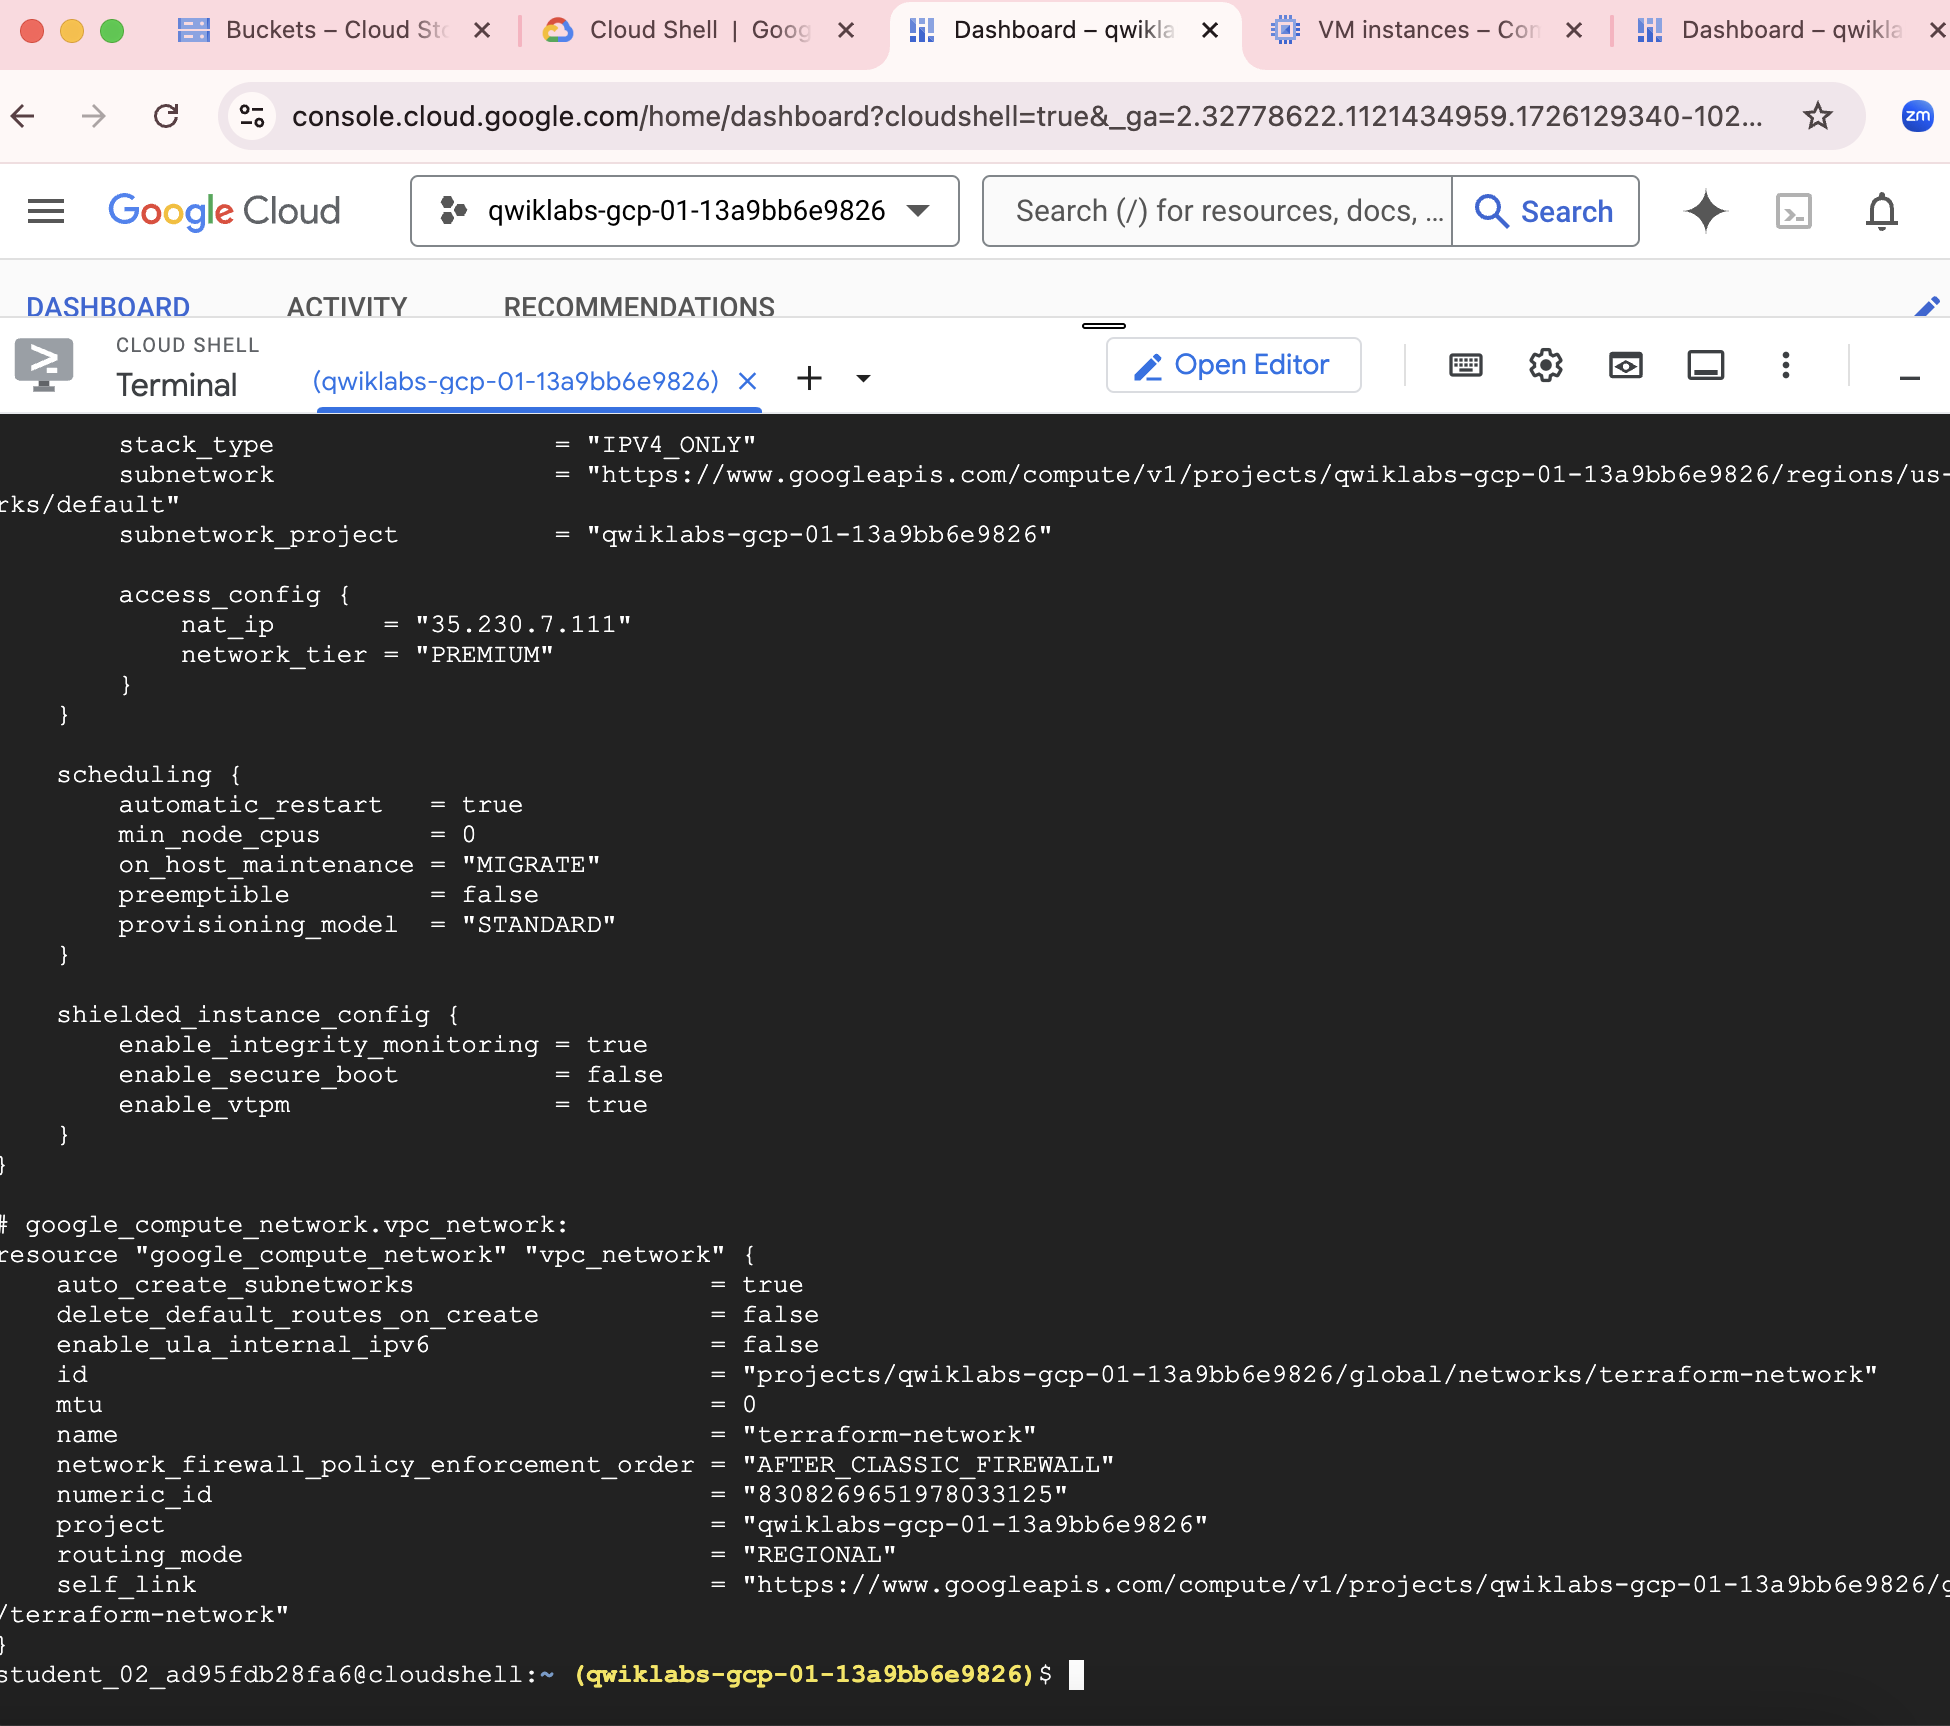 Buckets – Cloud Sto
Cloud Shell | Goog
Dashboard – qwikla
VM instances – Con
Dashboard – qwikla
console.cloud.google.com/home/dashboard?cloudshell=true&_ga=2.32778622.1121434959.1726129340-102...
zm
Google Cloud
qwiklabs-gcp-01-13a9bb6e9826
Search (/) for resources, docs, ...
Search
DASHBOARD ACTIVITY RECOMMENDATIONS
CLOUD SHELL
Terminal
(qwiklabs-gcp-01-13a9bb6e9826)
Open Editor
stack_type = "IPV4_ONLY"
subnetwork = "https://www.googleapis.com/compute/v1/projects/qwiklabs-gcp-01-13a9bb6e9826/regions/us-
rks/default"
subnetwork_project = "qwiklabs-gcp-01-13a9bb6e9826"
access_config {
nat_ip = "35.230.7.111"
network_tier = "PREMIUM"
}
}
scheduling {
automatic_restart = true
min_node_cpus = 0
on_host_maintenance = "MIGRATE"
preemptible = false
provisioning_model = "STANDARD"
}
shielded_instance_config {
enable_integrity_monitoring = true
enable_secure_boot = false
enable_vtpm = true
}
}
# google_compute_network.vpc_network:
resource "google_compute_network" "vpc_network" {
auto_create_subnetworks = true
delete_default_routes_on_create = false
enable_ula_internal_ipv6 = false
id = "projects/qwiklabs-gcp-01-13a9bb6e9826/global/networks/terraform-network"
mtu = 0
name = "terraform-network"
network_firewall_policy_enforcement_order = "AFTER_CLASSIC_FIREWALL"
numeric_id = "8308269651978033125"
project = "qwiklabs-gcp-01-13a9bb6e9826"
routing_mode = "REGIONAL"
self_link = "https://www.googleapis.com/compute/v1/projects/qwiklabs-gcp-01-13a9bb6e9826/g
/terraform-network"
}
student_02_ad95fdb28fa6@cloudshell:~ (qwiklabs-gcp-01-13a9bb6e9826)$